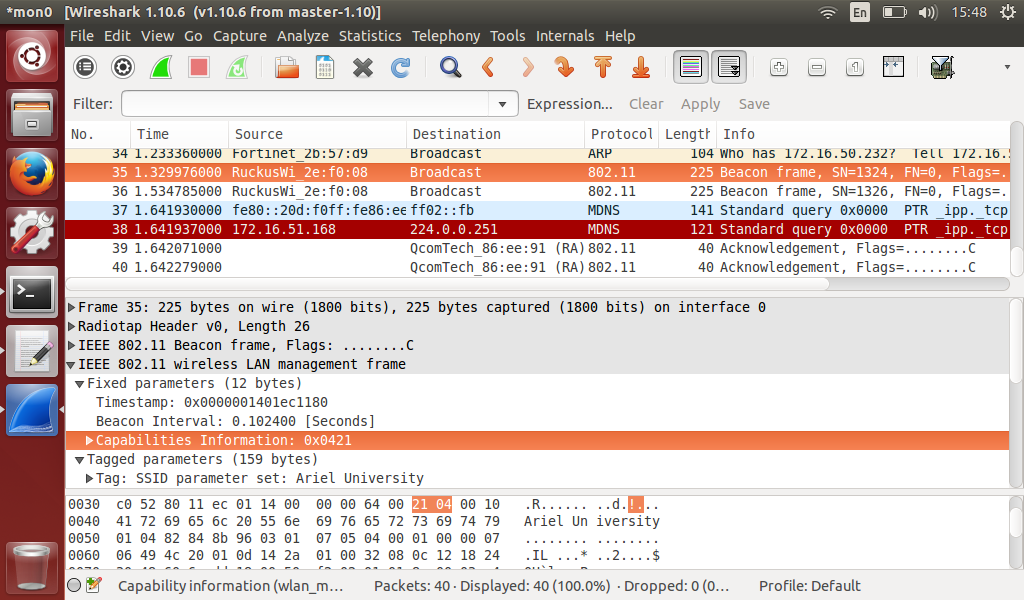 *mon0 [Wireshark 1.10.6 (v1.10.6 from master-1.10)] En 15:48
File Edit View Go Capture Analyze Statistics Telephony Tools Internals Help
Filter: Expression... Clear Apply Save
No. Time Source Destination Protocol Length Info
34 1.233360000 Fortinet_2b:57:d9 Broadcast ARP 104 Who has 172.16.50.232? Tell 172.16.5
35 1.329976000 RuckusWi_2e:f0:08 Broadcast 802.11 225 Beacon frame, SN=1324, FN=0, Flags=.
36 1.534785000 RuckusWi_2e:f0:08 Broadcast 802.11 225 Beacon frame, SN=1326, FN=0, Flags=.
37 1.641930000 fe80::20d:f0ff:fe86:ee ff02::fb MDNS 141 Standard query 0x0000 PTR _ipp._tcp
38 1.641937000 172.16.51.168 224.0.0.251 MDNS 121 Standard query 0x0000 PTR _ipp._tcp
39 1.642071000 QcomTech_86:ee:91 (RA) 802.11 40 Acknowledgement, Flags=........C
40 1.642279000 QcomTech_86:ee:91 (RA) 802.11 40 Acknowledgement, Flags=........C
Frame 35: 225 bytes on wire (1800 bits), 225 bytes captured (1800 bits) on interface 0
Radiotap Header v0, Length 26
IEEE 802.11 Beacon frame, Flags: ........C
IEEE 802.11 wireless LAN management frame
Fixed parameters (12 bytes)
Timestamp: 0x0000001401ec1180
Beacon Interval: 0.102400 [Seconds]
Capabilities Information: 0x0421
Tagged parameters (159 bytes)
Tag: SSID parameter set: Ariel University
0030 c0 52 80 11 ec 01 14 00 00 00 64 00 21 04 00 10 .R...... ..d.!...
0040 41 72 69 65 6c 20 55 6e 69 76 65 72 73 69 74 79 Ariel Un iversity
0050 01 04 82 84 8b 96 03 01 07 05 04 00 01 00 00 07 ........ ........
0060 06 49 4c 20 01 0d 14 2a 01 00 32 08 0c 12 18 24 .IL ...* ..2....$
Capability information (wlan_m... Packets: 40 · Displayed: 40 (100.0%) · Dropped: 0 (0... Profile: Default